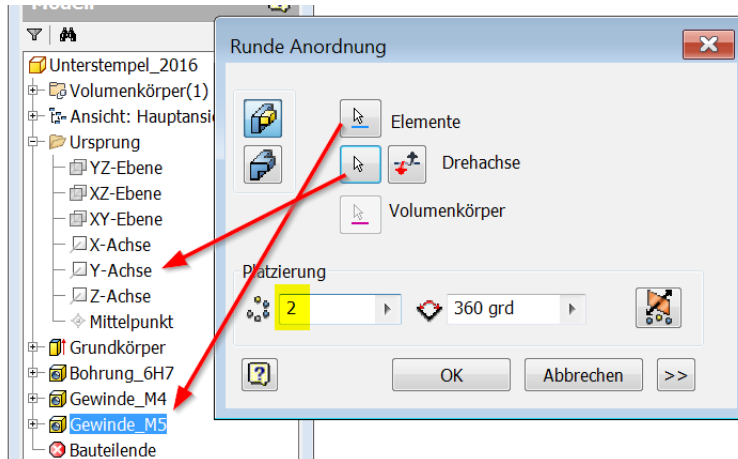 Modell
Unterstempel_2016
Volumenkörper(1)
Ansicht: Hauptansi
Ursprung
YZ-Ebene
XZ-Ebene
XY-Ebene
X-Achse
Y-Achse
Z-Achse
Mittelpunkt
Grundkörper
Bohrung_6H7
Gewinde_M4
Gewinde_M5
Bauteilende
Runde Anordnung
Elemente
Drehachse
Volumenkörper
Platzierung
2
360 grd
OK
Abbrechen
>>